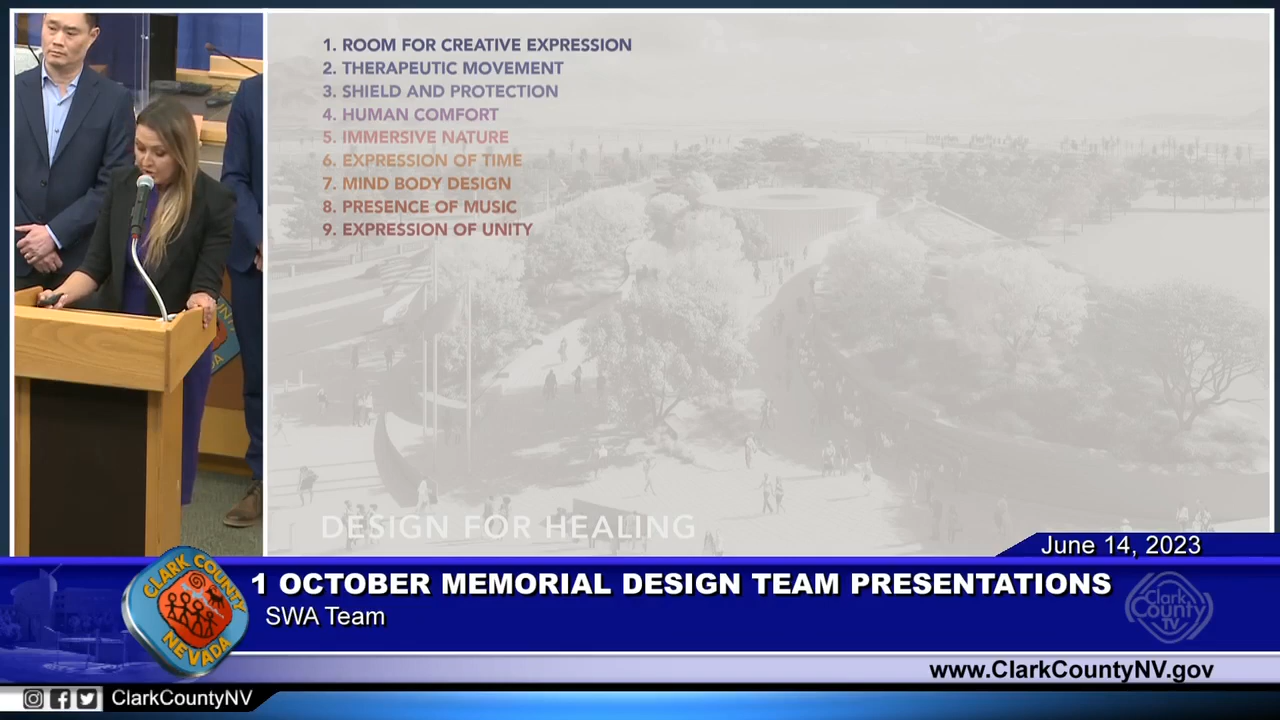 1. ROOM FOR CREATIVE EXPRESSION
2. THERAPEUTIC MOVEMENT
3. SHIELD AND PROTECTION
4. HUMAN COMFORT
5. IMMERSIVE NATURE
6. EXPRESSION OF TIME
7. MIND BODY DESIGN
8. PRESENCE OF MUSIC
9. EXPRESSION OF UNITY
DESIGN FOR HEALING
June 14, 2023
CLARK COUNTY
NEVADA
1 OCTOBER MEMORIAL DESIGN TEAM PRESENTATIONS
SWA Team
Clark
County
TV
www.ClarkCountyNV.gov
ClarkCountyNV